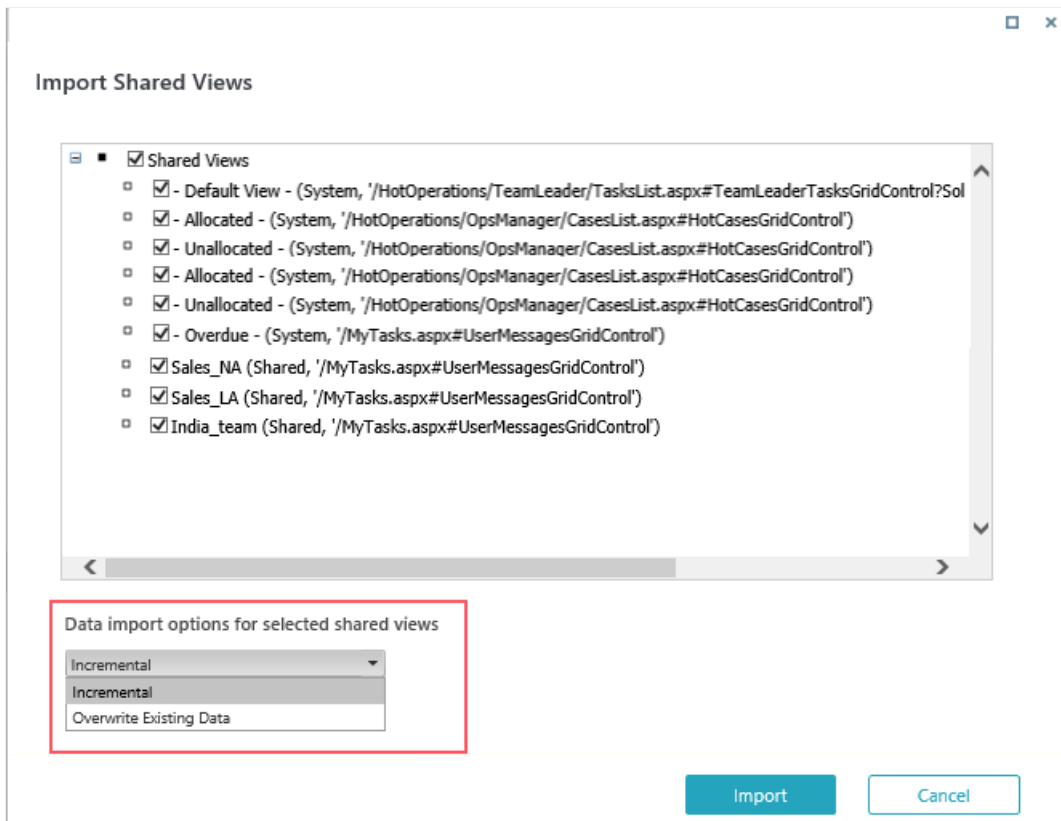 Import Shared Views
Shared Views
- Default View - (System, '/HotOperations/TeamLeader/TasksList.aspx#TeamLeaderTasksGridControl?Sol
- Allocated - (System, '/HotOperations/OpsManager/CasesList.aspx#HotCasesGridControl')
- Unallocated - (System, '/HotOperations/OpsManager/CasesList.aspx#HotCasesGridControl')
- Allocated - (System, '/HotOperations/OpsManager/CasesList.aspx#HotCasesGridControl')
- Unallocated - (System, '/HotOperations/OpsManager/CasesList.aspx#HotCasesGridControl')
- Overdue - (System, '/MyTasks.aspx#UserMessagesGridControl')
Sales_NA (Shared, '/MyTasks.aspx#UserMessagesGridControl')
Sales_LA (Shared, '/MyTasks.aspx#UserMessagesGridControl')
India_team (Shared, '/MyTasks.aspx#UserMessagesGridControl')
Data import options for selected shared views
Incremental
Incremental
Overwrite Existing Data
Import Cancel